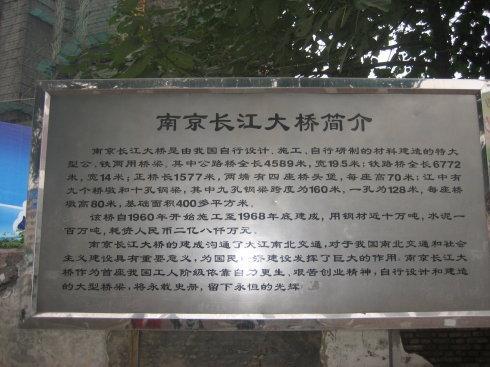 南京长江大桥简介
南京长江大桥是由我国自行设计、施工、自行研制的材料建造的特大
型公、铁两用桥梁，其中公路桥全长4589米，宽19.5米；铁路桥全长6772
米，宽14米；正桥长1577米，两端有四座桥头堡，每座高70米；江中有
九个桥墩和十孔钢梁，其中九孔钢梁跨度为160米，一孔为128米，每座桥
墩高80米，基础面积400多平方米。
该桥自1960年开始施工至1968年底建成，用钢材近十万吨，水泥一
百万吨，耗资人民币二亿八仟万元。
南京长江大桥的建成沟通了大江南北交通，对于我国南北交通和社会
主义建设具有重要意义，为国民经济建设发挥了巨大的作用。南京长江大
桥作为首座我国工人阶级依靠自力更生、艰苦创业精神，自行设计和建造
的大型桥梁，将永载史册，留下永恒的光辉。